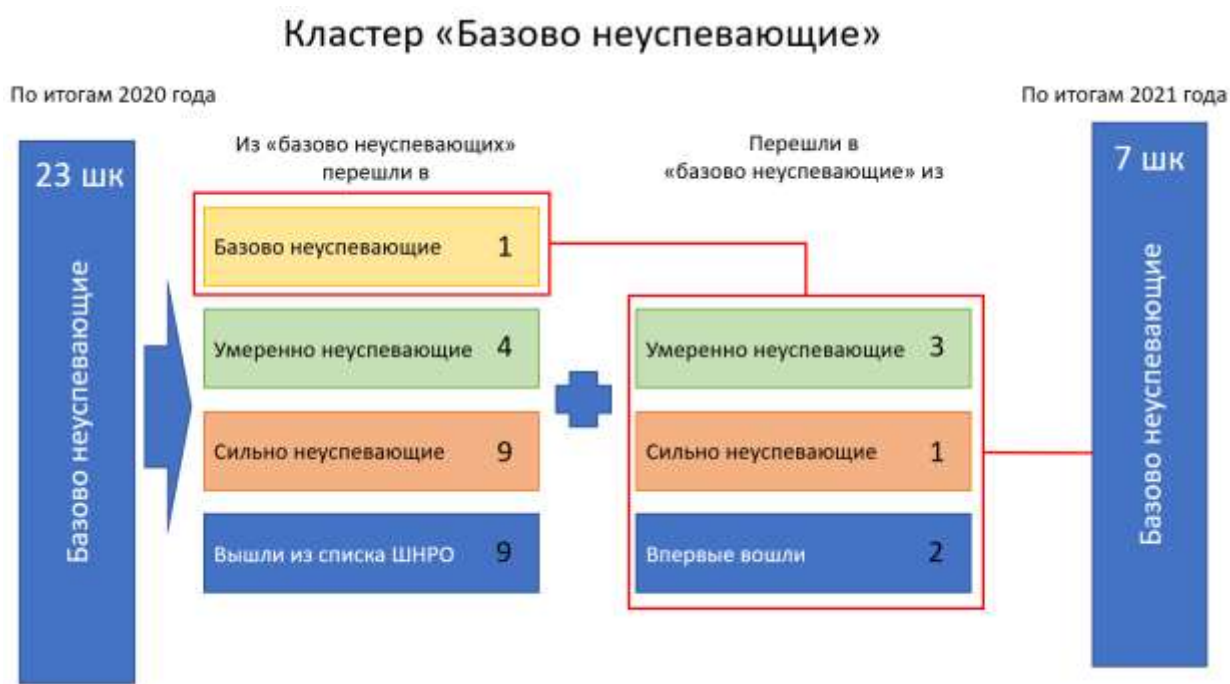 Кластер «Базово неуспевающие»
По итогам 2020 года
По итогам 2021 года
23 шк
Базово неуспевающие
Из «базово неуспевающих»
перешли в
Базово неуспевающие 1
Умеренно неуспевающие 4
Сильно неуспевающие 9
Вышли из списка ШНРО 9
Перешли в
«базово неуспевающие» из
Умеренно неуспевающие 3
Сильно неуспевающие 1
Впервые вошли 2
7 шк
Базово неуспевающие